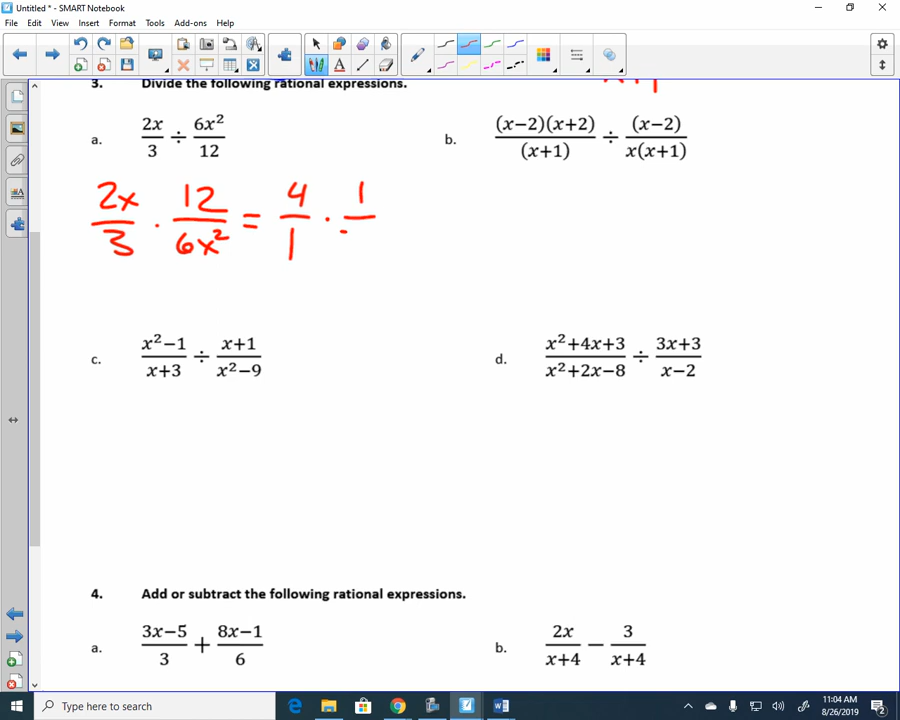 Untitled * - SMART Notebook
File Edit View Insert Format Tools Add-ons Help
3. Divide the following rational expressions.
a. 2x/3 ÷ 6x²/12
b. (x−2)(x+2)/(x+1) ÷ (x−2)/x(x+1)
2x/3 · 12/6x² = 4/1 · 1/
c. x²−1/x+3 ÷ x+1/x²−9
d. x²+4x+3/x²+2x−8 ÷ 3x+3/x−2
4. Add or subtract the following rational expressions.
a. 3x−5/3 + 8x−1/6
b. 2x/x+4 − 3/x+4
Type here to search
11:04 AM
8/26/2019
2